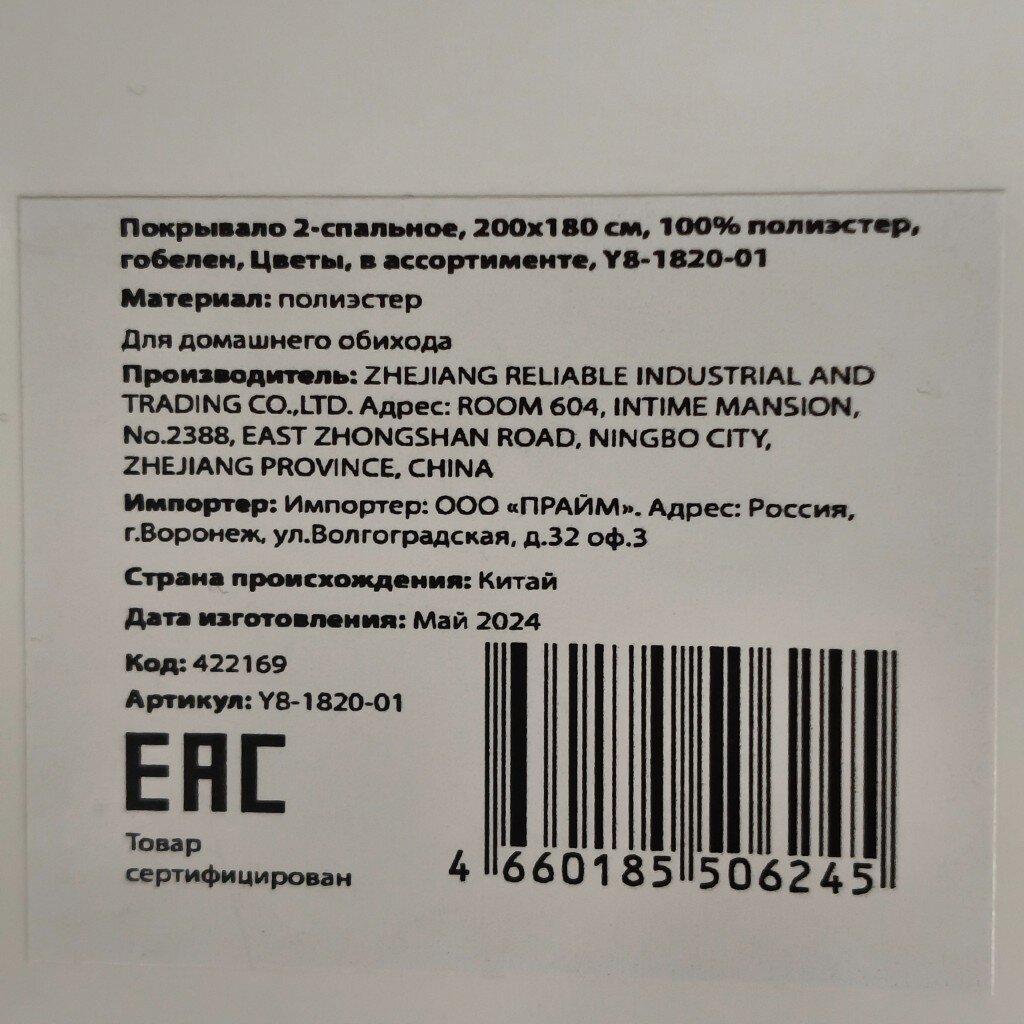 Покрывало 2-спальное, 200х180 см, 100% полиэстер,
гобелен, Цветы, в ассортименте, Y8-1820-01
Материал: полиэстер
Для домашнего обихода
Производитель: ZHEJIANG RELIABLE INDUSTRIAL AND
TRADING CO.,LTD. Адрес: ROOM 604, INTIME MANSION,
No.2388, EAST ZHONGSHAN ROAD, NINGBO CITY,
ZHEJIANG PROVINCE, CHINA
Импортер: Импортер: ООО «ПРАЙМ». Адрес: Россия,
г.Воронеж, ул.Волгоградская, д.32 оф.3
Страна происхождения: Китай
Дата изготовления: Май 2024
Код: 422169
Артикул: Y8-1820-01
EAC
Товар
сертифицирован
4 660185 506245